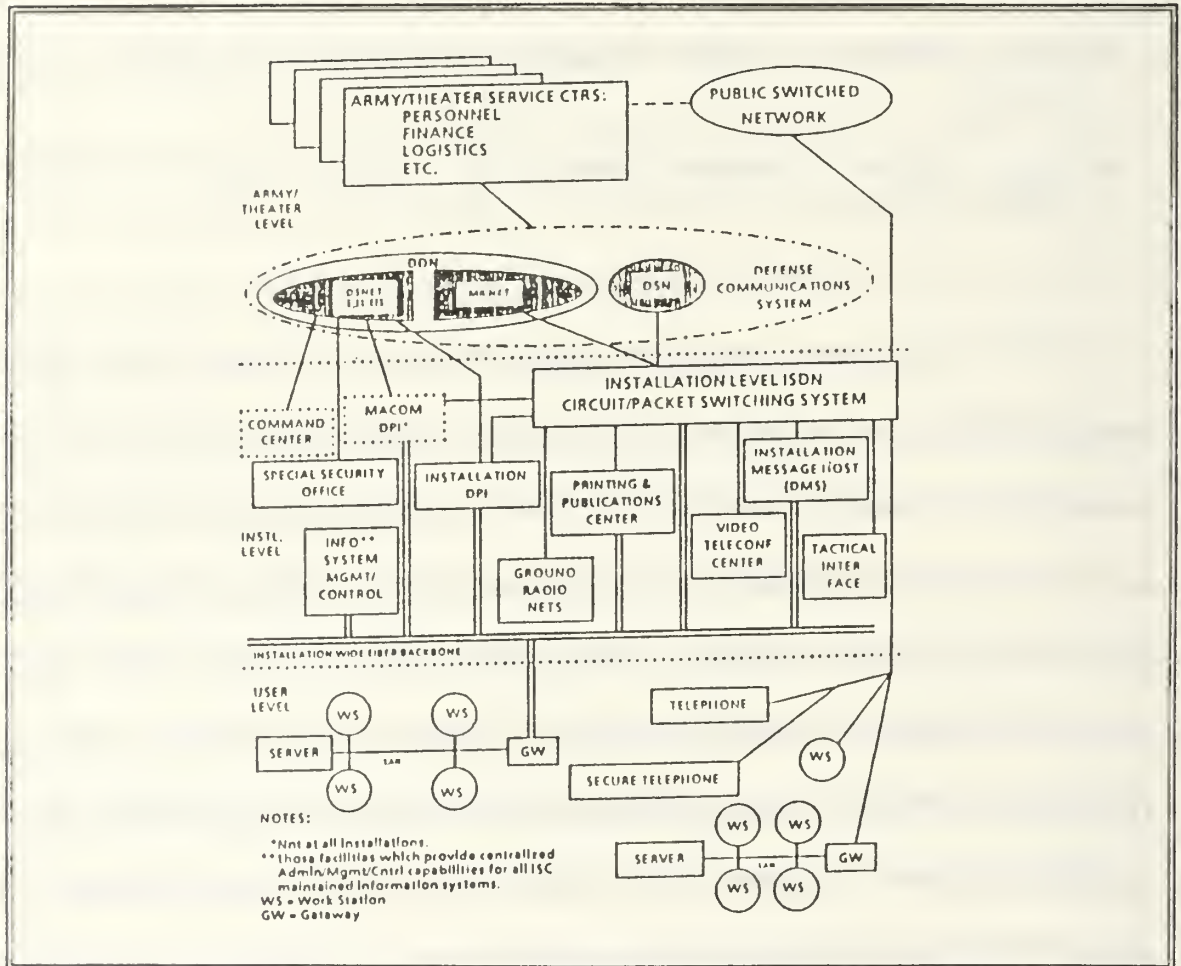 ARMY/THEATER SERVICE CTRS:
PERSONNEL
FINANCE
LOGISTICS
ETC.
PUBLIC SWITCHED
NETWORK
ARMY/
THEATER
LEVEL
DDN
DSNET
MILNET
DSN
DEFENSE
COMMUNICATIONS
SYSTEM
INSTALLATION LEVEL ISDN
CIRCUIT/PACKET SWITCHING SYSTEM
COMMAND
CENTER
MACOM
DPI*
SPECIAL SECURITY
OFFICE
INSTALLATION
DPI
PRINTING &
PUBLICATIONS
CENTER
INSTALLATION
MESSAGE HOST
(DMS)
INSTL.
LEVEL
INFO**
SYSTEM
MGMT/
CONTROL
GROUND
RADIO
NETS
VIDEO
TELECONF
CENTER
TACTICAL
INTER
FACE
INSTALLATION WIDE FIBER BACKBONE
USER
LEVEL
WS
WS
SERVER
LAN
GW
WS
WS
TELEPHONE
SECURE TELEPHONE
WS
WS
WS
SERVER
LAN
GW
WS
WS
NOTES:
*Not at all Installations.
**those facilities which provide centralized
Admin/Mgmt/Cntrl capabilities for all ISC
maintained information systems.
WS = Work Station
GW = Gataway